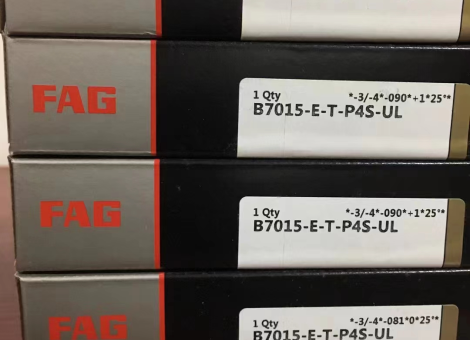 FAG
1 Qty *-3/-4*-090*+1*25°*
B7015-E-T-P4S-UL
FAG
1 Qty *-3/-4*-090*+1*25°*
B7015-E-T-P4S-UL
FAG
1 Qty *-3/-4*-081*0*25°*
B7015-E-T-P4S-UL